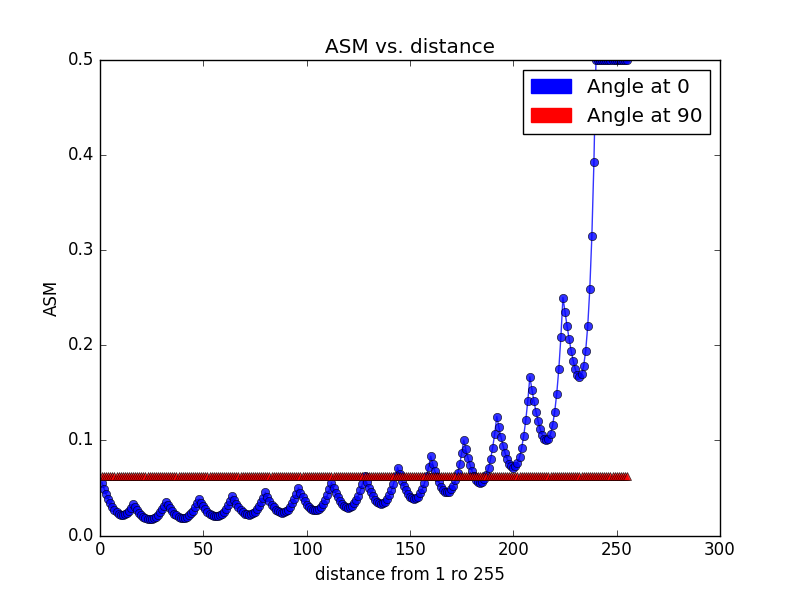 ASM vs. distance
0.5
0.4
0.3
0.2
0.1
0.0
ASM
Angle at 0
Angle at 90
0 50 100 150 200 250 300
distance from 1 ro 255